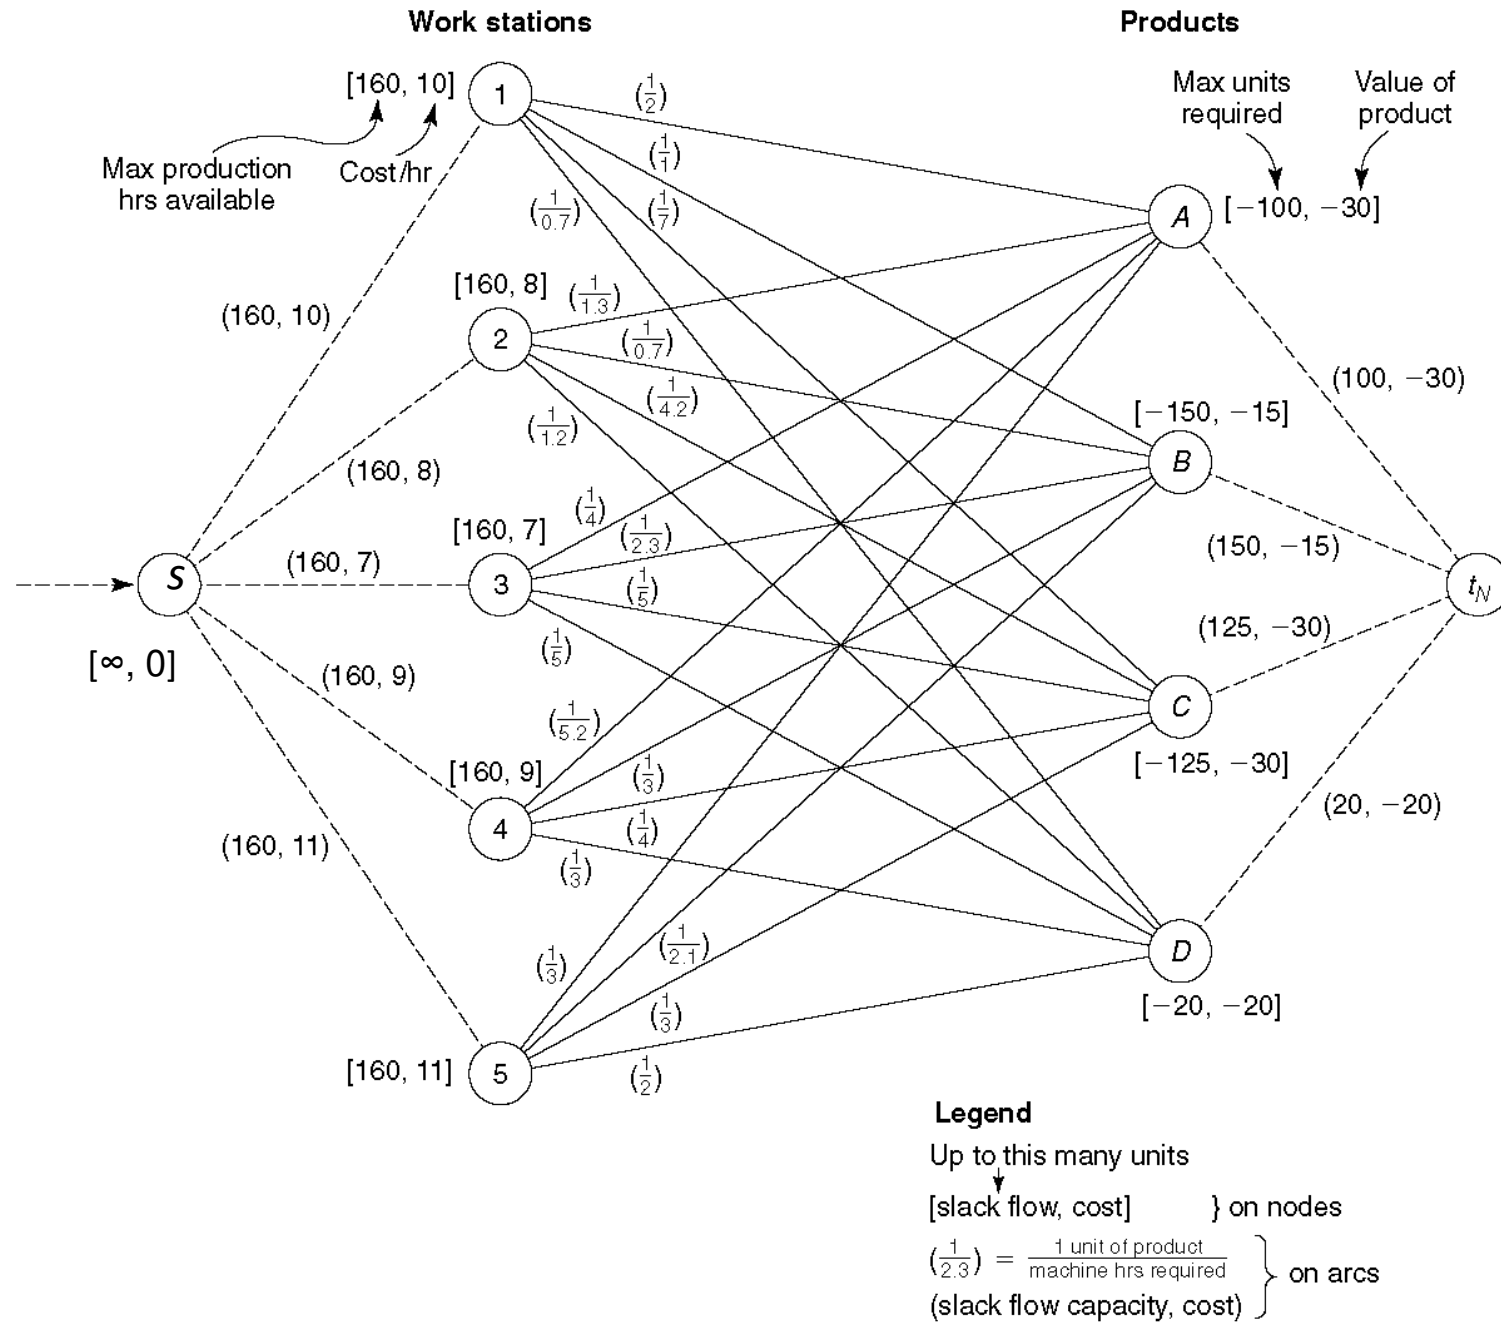 Work stations
Products
[160, 10]
1
(1/2)
Max units
required
Value of
product
Max production
hrs available
Cost/hr
(1/1)
(1/0.7)
(1/7)
A
[−100, −30]
[160, 8]
(1/1.3)
(160, 10)
2
(1/0.7)
(1/4.2)
(1/1.2)
(100, −30)
[−150, −15]
B
(160, 8)
(1/4)
[160, 7]
(1/2.3)
(150, −15)
(160, 7)
S
3
(1/5)
t_N
(1/5)
(125, −30)
[∞, 0]
(160, 9)
(1/5.2)
C
[−125, −30]
[160, 9]
(1/3)
(20, −20)
4
(1/4)
(160, 11)
(1/3)
(1/2.1)
(1/3)
D
[−20, −20]
(1/3)
[160, 11]
5
(1/2)
Legend
Up to this many units
[slack flow, cost] } on nodes
(1/2.3) = 1 unit of product/machine hrs required
} on arcs
(slack flow capacity, cost)